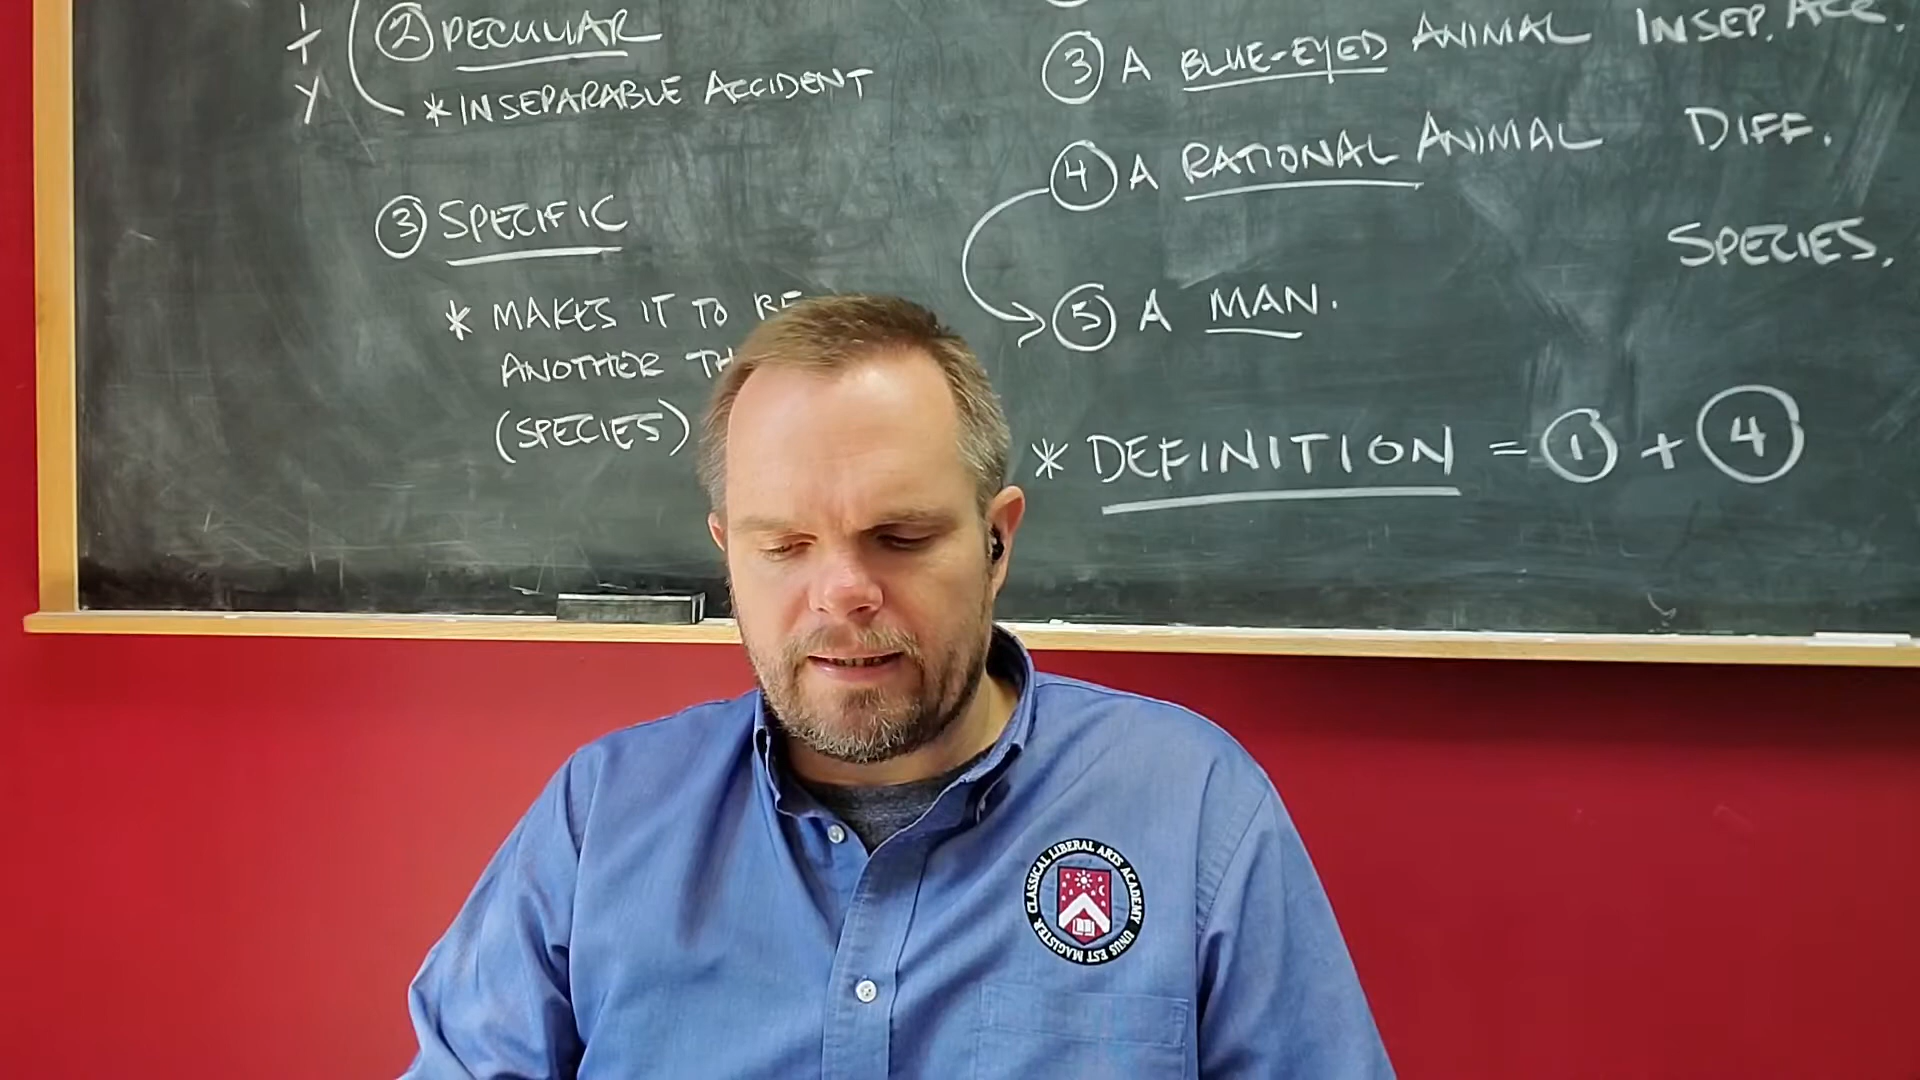 I
T
Y
② PECULIAR
* INSEPARABLE ACCIDENT
③ SPECIFIC
* MAKES IT TO BE
ANOTHER
(SPECIES)
③ A BLUE-EYED ANIMAL INSEP. ACC.
④ A RATIONAL ANIMAL DIFF.
SPECIES.
⑤ A MAN.
* DEFINITION = ① + ④
CLASSICAL LIBERAL ARTS ACADEMY
UNUS EST MAGISTER